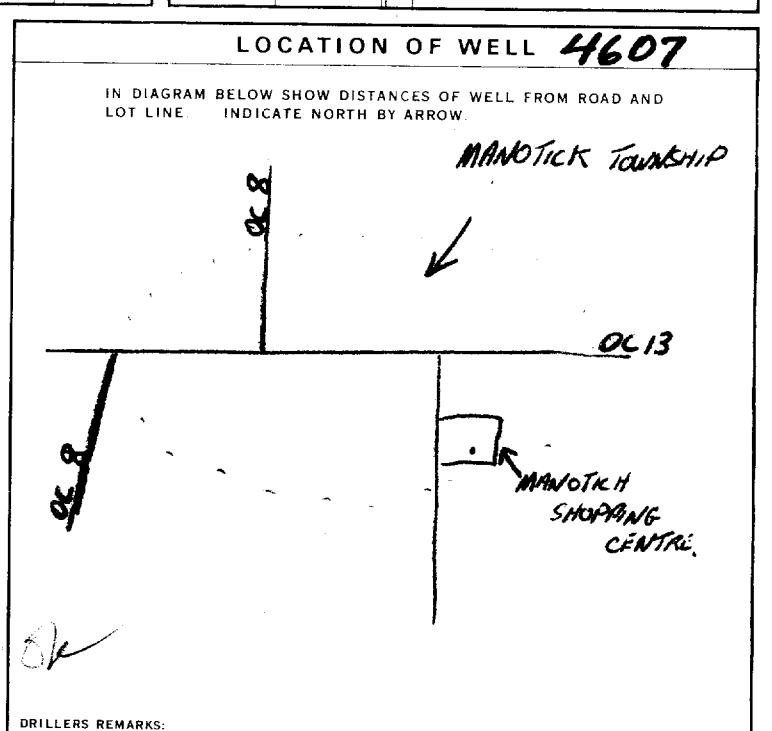 LOCATION OF WELL 4607
IN DIAGRAM BELOW SHOW DISTANCES OF WELL FROM ROAD AND
LOT LINE. INDICATE NORTH BY ARROW.
MANOTICK TOWNSHIP
OC 8
OC 13
OC 8
MANOTICH
SHOPPING
CENTRE.
DRILLERS REMARKS: